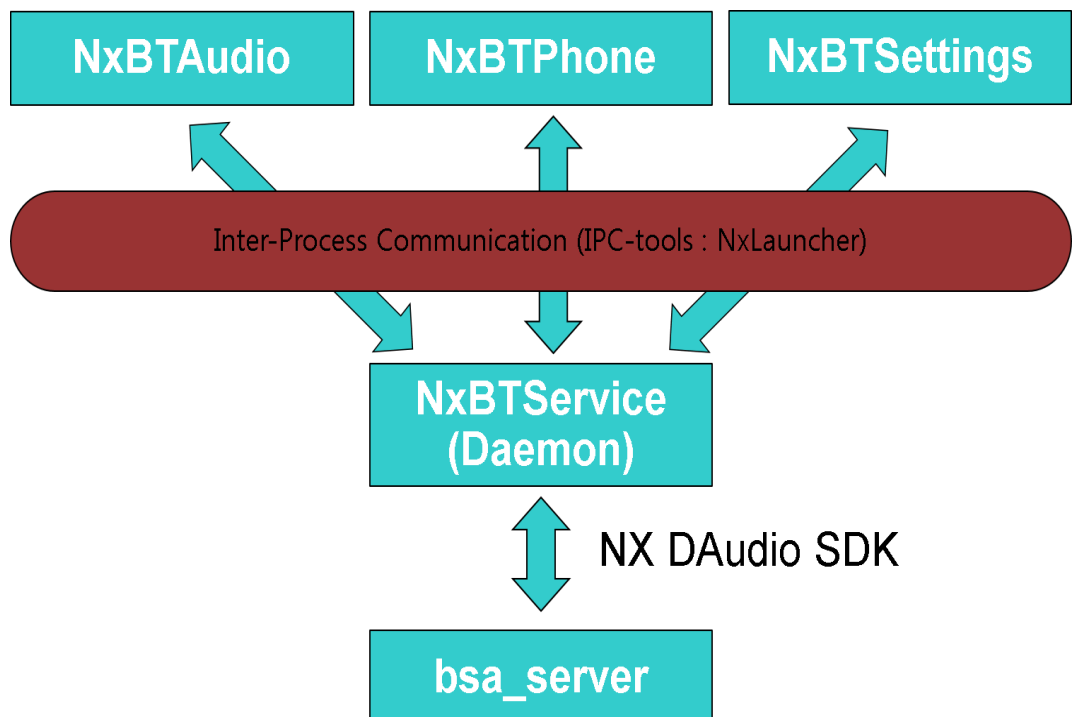 NxBTAudio
NxBTPhone
NxBTSettings
Inter-Process Communication (IPC-tools : NxLauncher)
NxBTService
(Daemon)
NX DAudio SDK
bsa_server